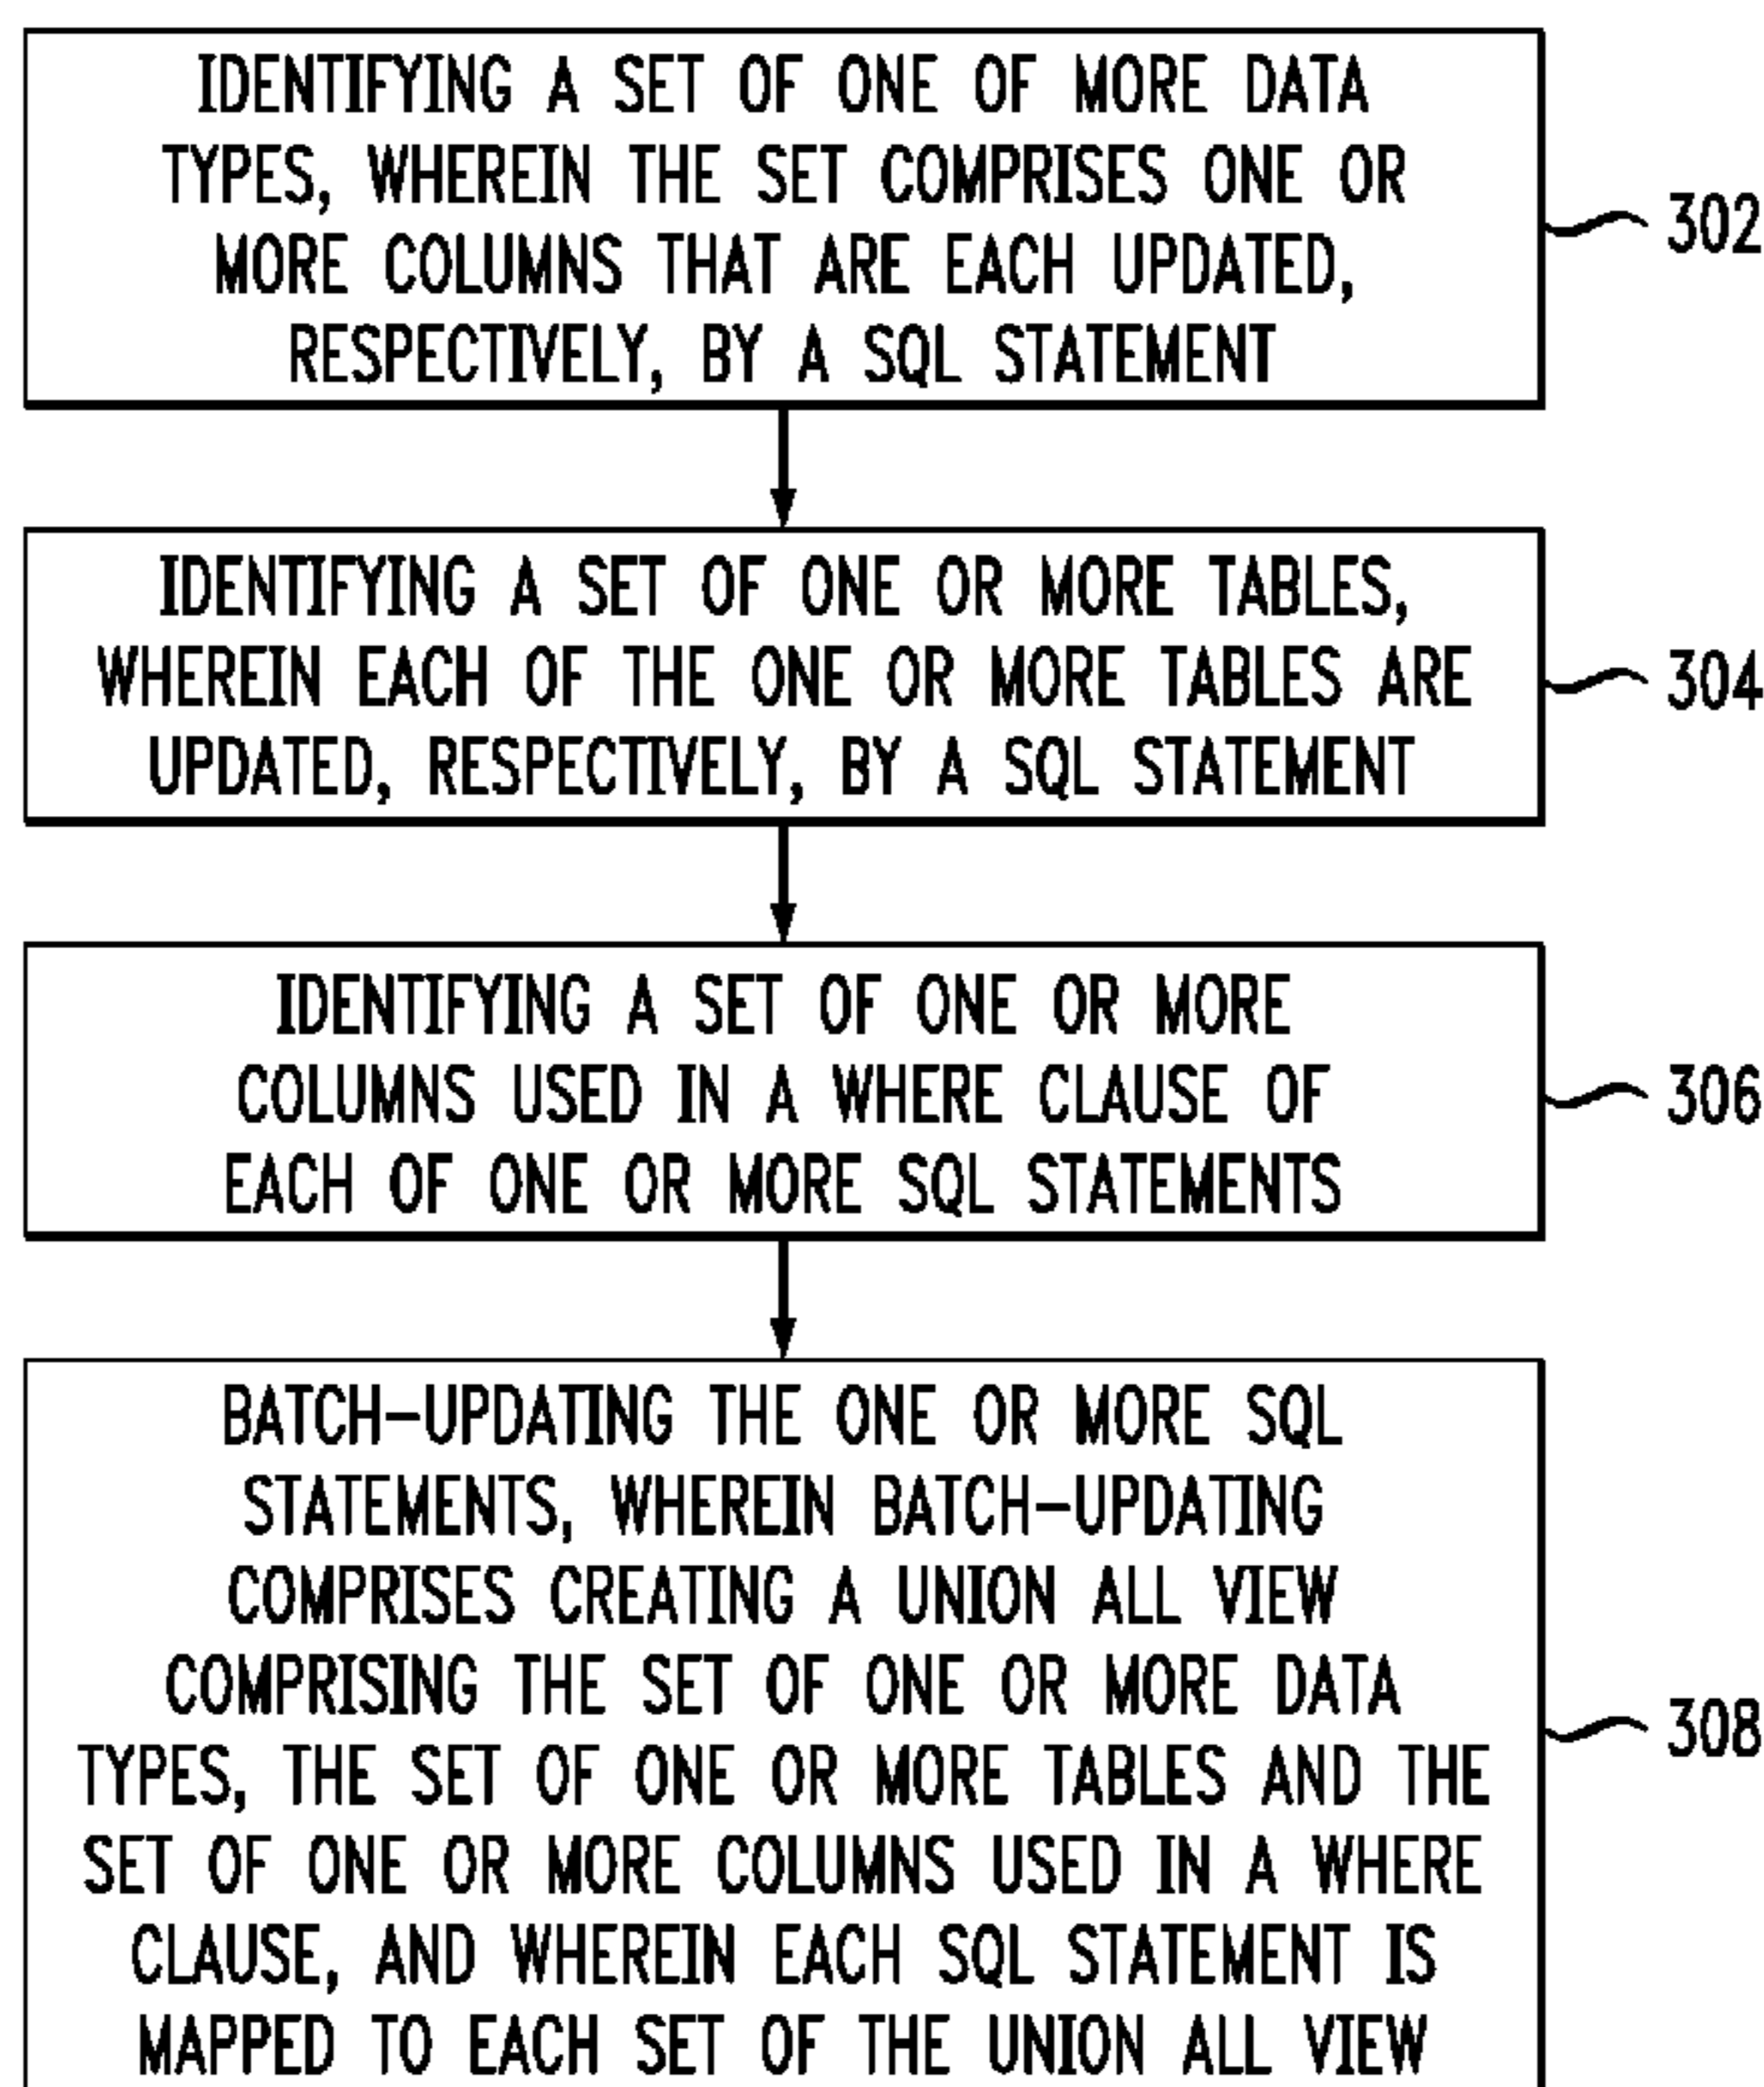 IDENTIFYING A SET OF ONE OF MORE DATA
TYPES, WHEREIN THE SET COMPRISES ONE OR
MORE COLUMNS THAT ARE EACH UPDATED,
RESPECTIVELY, BY A SQL STATEMENT
302
IDENTIFYING A SET OF ONE OR MORE TABLES,
WHEREIN EACH OF THE ONE OR MORE TABLES ARE
UPDATED, RESPECTIVELY, BY A SQL STATEMENT
304
IDENTIFYING A SET OF ONE OR MORE
COLUMNS USED IN A WHERE CLAUSE OF
EACH OF ONE OR MORE SQL STATEMENTS
306
BATCH-UPDATING THE ONE OR MORE SQL
STATEMENTS, WHEREIN BATCH-UPDATING
COMPRISES CREATING A UNION ALL VIEW
COMPRISING THE SET OF ONE OR MORE DATA
TYPES, THE SET OF ONE OR MORE TABLES AND THE
SET OF ONE OR MORE COLUMNS USED IN A WHERE
CLAUSE, AND WHEREIN EACH SQL STATEMENT IS
MAPPED TO EACH SET OF THE UNION ALL VIEW
308